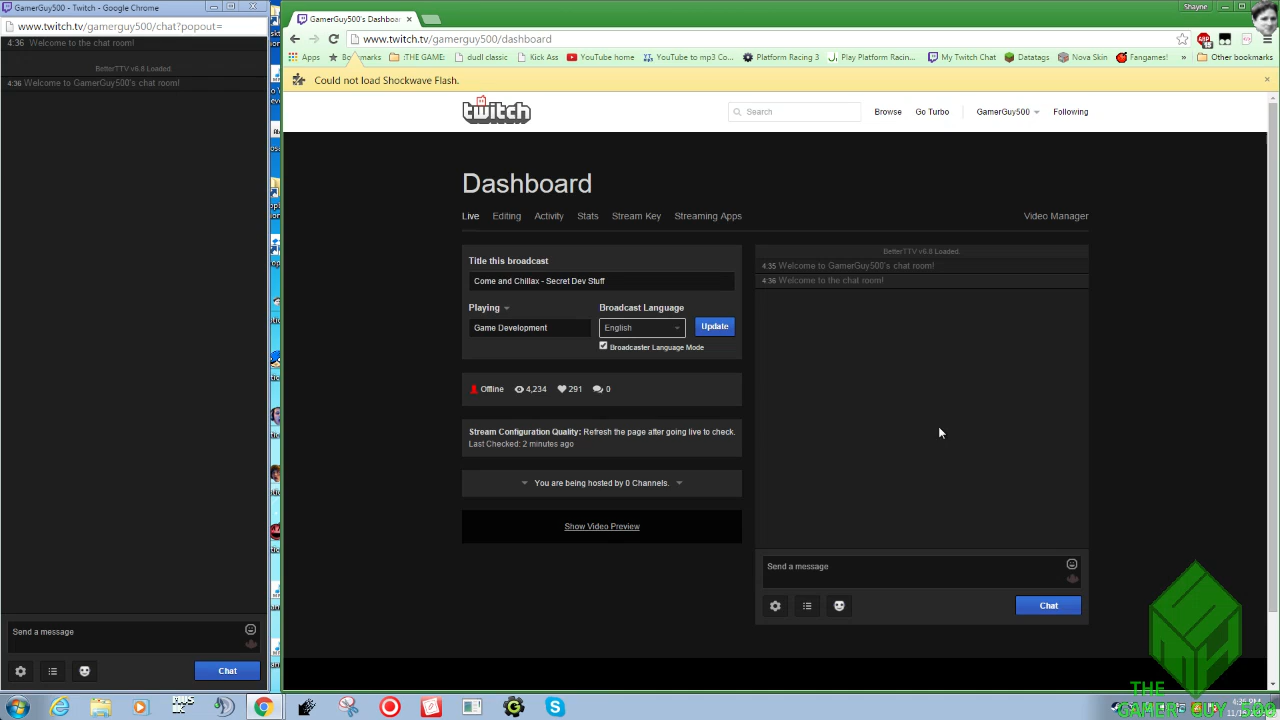 GamerGuy500 - Twitch - Google Chrome
www.twitch.tv/gamerguy500/chat?popout=
4:36 Welcome to the chat room!
BetterTTV v6.8 Loaded.
4:36 Welcome to GamerGuy500's chat room!
Send a message
Chat
GamerGuy500's Dashboa
Shayne
www.twitch.tv/gamerguy500/dashboard
Apps
Bookmarks
:THE GAME:
dudl classic
Kick Ass
YouTube home
YouTube to mp3 Co...
Platform Racing
Play Platform Racin...
My Twitch Chat
Datatags
Nova Skin
Fangames!
»
Other bookmarks
Could not load Shockwave Flash.
twitch
Search
Browse
Go Turbo
GamerGuy500
Following
Dashboard
Live
Editing
Activity
Stats
Stream Key
Streaming Apps
Video Manager
Title this broadcast
Come and Chillax - Secret Dev Stuff
Playing
Broadcast Language
Game Development
English
Update
Broadcaster Language Mode
Offline
4,234
291
0
Stream Configuration Quality: Refresh the page after going live to check.
Last Checked: 2 minutes ago
You are being hosted by 0 Channels.
Show Video Preview
BetterTTV v6.8 Loaded.
4:35 Welcome to GamerGuy500's chat room!
4:36 Welcome to the chat room!
Send a message
Chat
THE
GAMER GUY 500